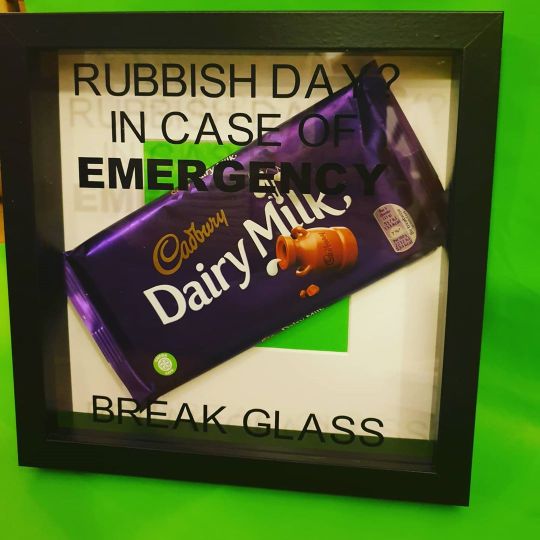 RUBBISH DAY?
IN CASE OF
EMERGENCY
Cadbury
Dairy Milk
BREAK GLASS